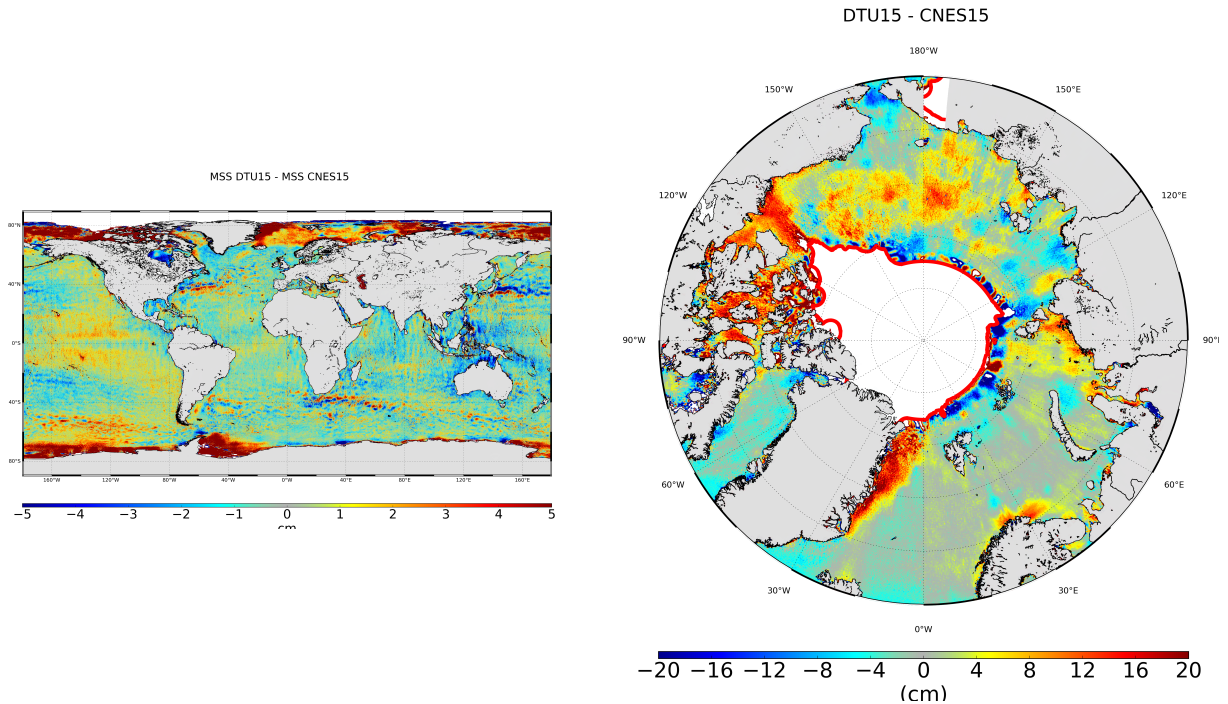 MSS DTU15 - MSS CNES15
80°N
40°N
0°N
40°S
80°S
160°W 120°W 80°W 40°W 0°W 40°E 80°E 120°E 160°E
−5 −4 −3 −2 −1 0 1 2 3 4 5
cm
DTU15 - CNES15
180°W
150°W 150°E
120°W 120°E
90°W 90°E
60°W 60°E
30°W 30°E
0°W
−20 −16 −12 −8 −4 0 4 8 12 16 20
(cm)